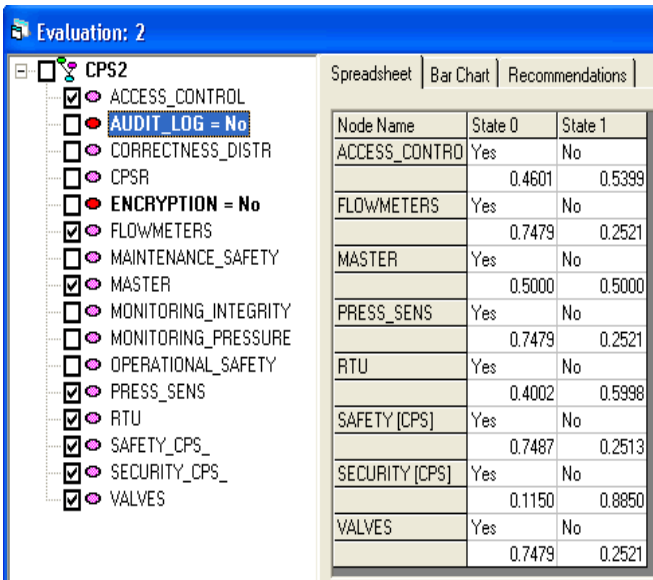 Evaluation: 2
CPS2
ACCESS_CONTROL
AUDIT_LOG = No
CORRECTNESS_DISTR
CPSR
ENCRYPTION = No
FLOWMETERS
MAINTENANCE_SAFETY
MASTER
MONITORING_INTEGRITY
MONITORING_PRESSURE
OPERATIONAL_SAFETY
PRESS_SENS
RTU
SAFETY_CPS_
SECURITY_CPS_
VALVES
Spreadsheet Bar Chart Recommendations
Node Name State 0 State 1
ACCESS_CONTRO Yes No
0.4601 0.5399
FLOWMETERS Yes No
0.7479 0.2521
MASTER Yes No
0.5000 0.5000
PRESS_SENS Yes No
0.7479 0.2521
RTU Yes No
0.4002 0.5998
SAFETY [CPS] Yes No
0.7487 0.2513
SECURITY [CPS] Yes No
0.1150 0.8850
VALVES Yes No
0.7479 0.2521